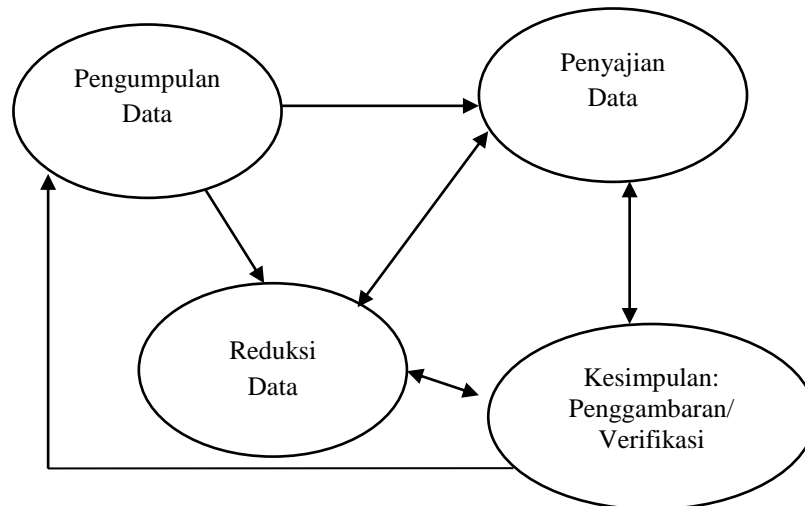 Pengumpulan
Data
Penyajian
Data
Reduksi
Data
Kesimpulan:
Penggambaran/
Verifikasi